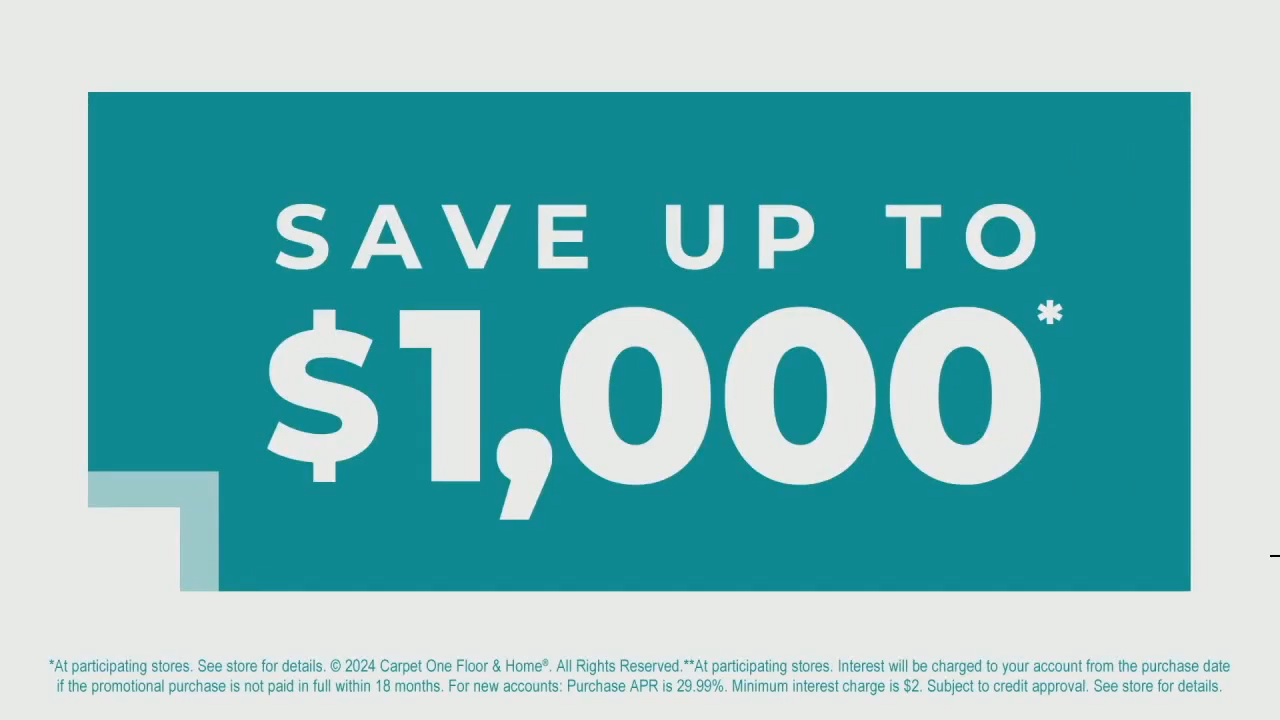 SAVE UP TO
$1,000*
*At participating stores. See store for details. © 2024 Carpet One Floor & Home®. All Rights Reserved.**At participating stores. Interest will be charged to your account from the purchase date
if the promotional purchase is not paid in full within 18 months. For new accounts: Purchase APR is 29.99%. Minimum interest charge is $2. Subject to credit approval. See store for details.